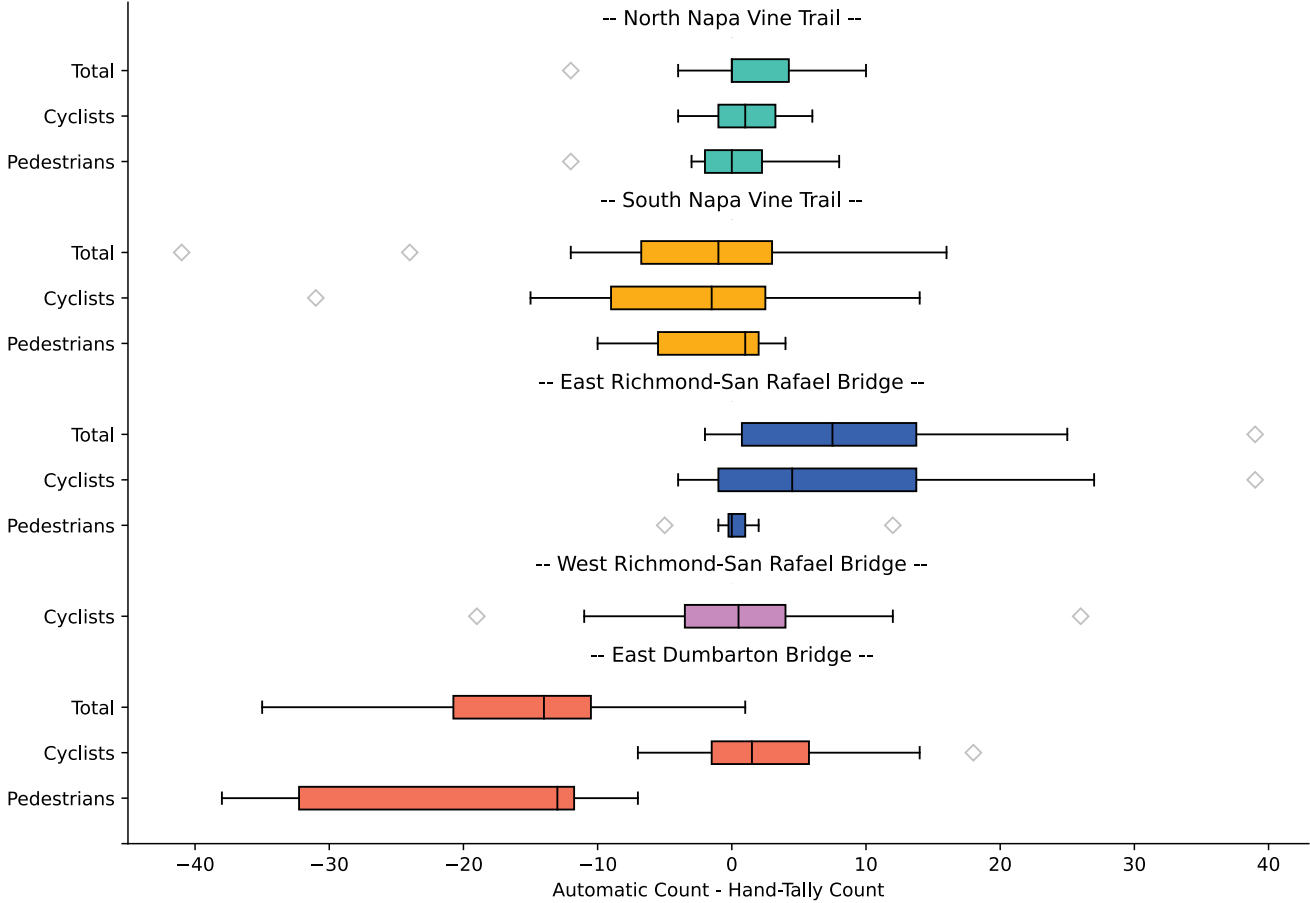 -- North Napa Vine Trail --
Total
Cyclists
Pedestrians
-- South Napa Vine Trail --
Total
Cyclists
Pedestrians
-- East Richmond-San Rafael Bridge --
Total
Cyclists
Pedestrians
-- West Richmond-San Rafael Bridge --
Cyclists
-- East Dumbarton Bridge --
Total
Cyclists
Pedestrians
−40 −30 −20 −10 0 10 20 30 40
Automatic Count - Hand-Tally Count